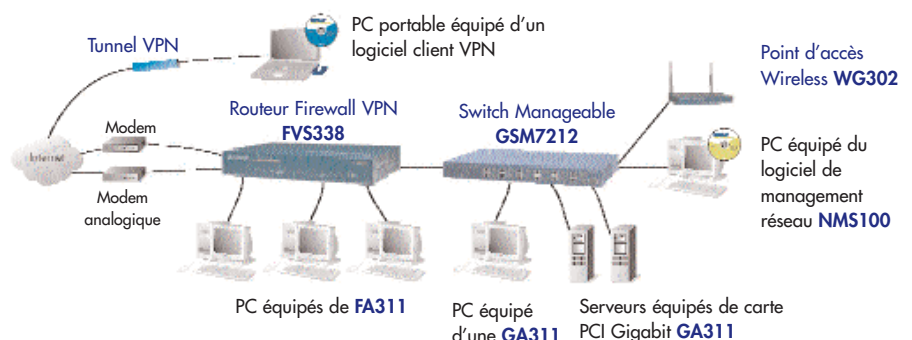 PC portable équipé d'un
logiciel client VPN
Tunnel VPN
Point d'accès
Wireless WG302
Routeur Firewall VPN
FVS338
Switch Manageable
GSM7212
Modem
Internet
Modem
analogique
PC équipé du
logiciel de
management
réseau NMS100
PC équipés de FA311
PC équipé
d'une GA311
Serveurs équipés de carte
PCI Gigabit GA311